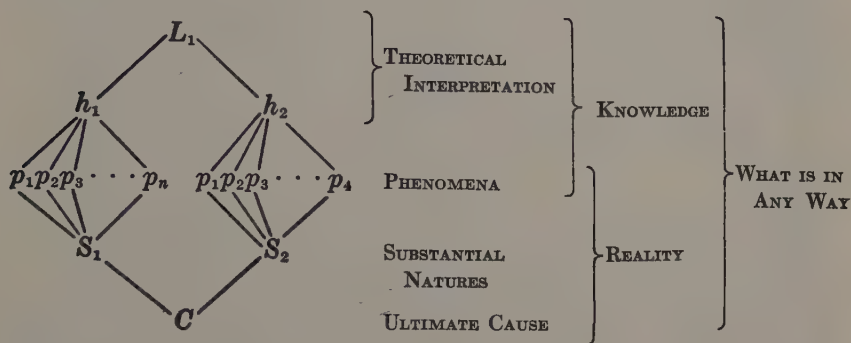 L₁
THEORETICAL
INTERPRETATION
h₁ h₂
KNOWLEDGE
p₁p₂p₃ · · · · pₙ p₁p₂p₃ · · · · p₄
PHENOMENA
WHAT IS IN
ANY WAY
S₁ S₂
SUBSTANTIAL
NATURES
REALITY
C
ULTIMATE CAUSE